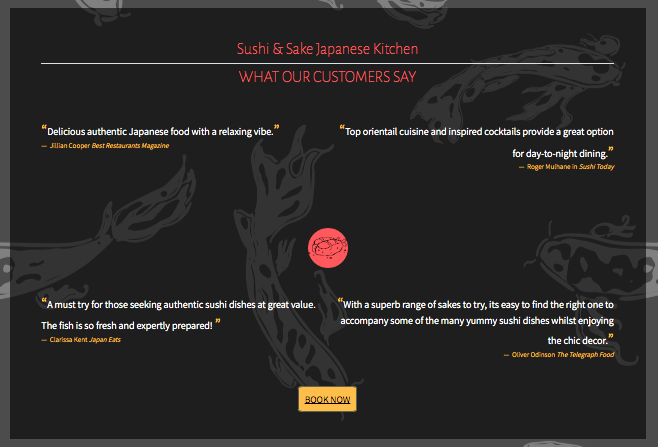 Sushi & Sake Japanese Kitchen
WHAT OUR CUSTOMERS SAY
“Delicious authentic Japanese food with a relaxing vibe.”
— Jillian Cooper Best Restaurants Magazine
“Top orientail cuisine and inspired cocktails provide a great option
for day-to-night dining.”
— Roger Mulhane in Sushi Today
“A must try for those seeking authentic sushi dishes at great value.
The fish is so fresh and expertly prepared! ”
— Clarissa Kent Japan Eats
“With a superb range of sakes to try, its easy to find the right one to
accompany some of the many yummy sushi dishes whilst enjoying
the chic decor.”
— Oliver Odinson The Telegraph Food
BOOK NOW